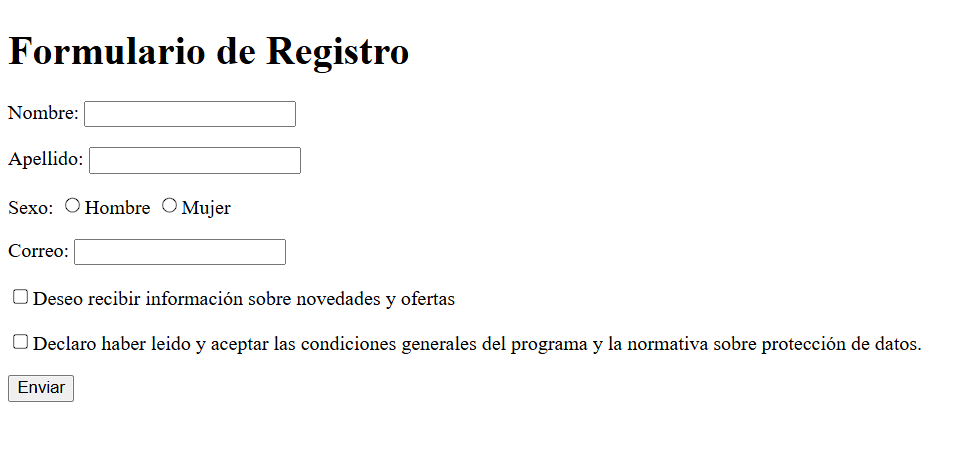 Formulario de Registro
Nombre:
Apellido:
Sexo: Hombre Mujer
Correo:
Deseo recibir información sobre novedades y ofertas
Declaro haber leido y aceptar las condiciones generales del programa y la normativa sobre protección de datos.
Enviar